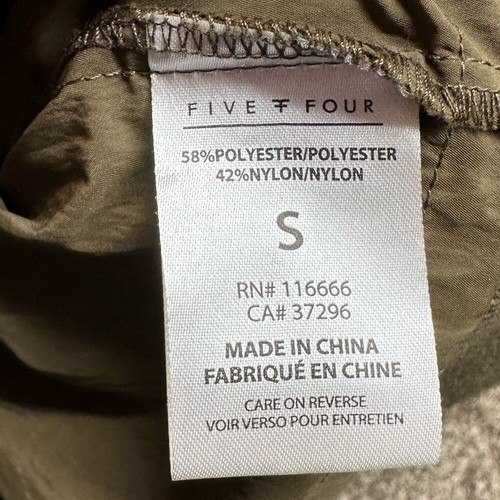 FIVE FOUR
58%POLYESTER/POLYESTER
42%NYLON/NYLON
S
RN# 116666
CA# 37296
MADE IN CHINA
FABRIQUÉ EN CHINE
CARE ON REVERSE
VOIR VERSO POUR ENTRETIEN